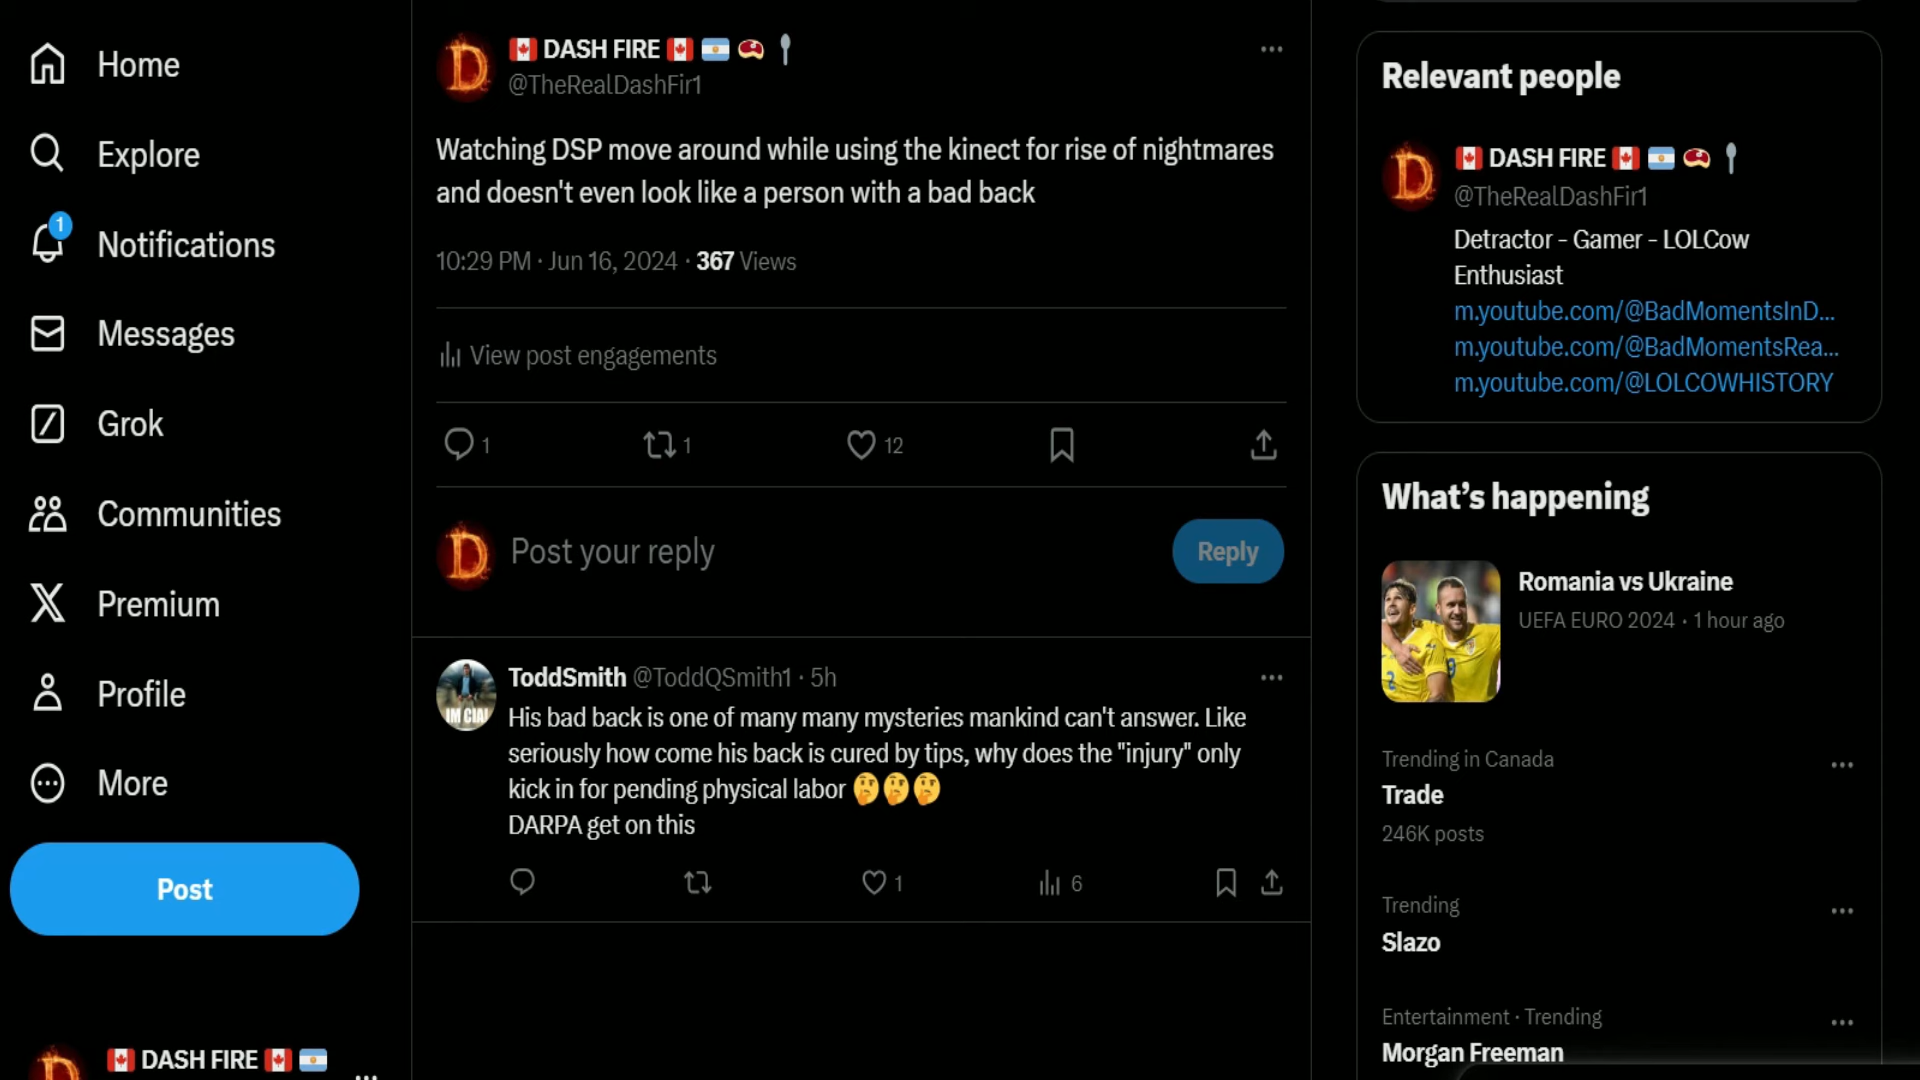 Home
Explore
1
Notifications
Messages
Grok
Communities
Premium
Profile
More
Post
DASH FIRE
DASH FIRE
@TheRealDashFir1
Watching DSP move around while using the kinect for rise of nightmares
and doesn't even look like a person with a bad back
10:29 PM · Jun 16, 2024 · 367 Views
View post engagements
1 1 12
Post your reply
Reply
ToddSmith @ToddQSmith1 · 5h
IM CIA!
His bad back is one of many many mysteries mankind can't answer. Like
seriously how come his back is cured by tips, why does the "injury" only
kick in for pending physical labor 🤔🤔🤔
DARPA get on this
1 6
Relevant people
DASH FIRE
@TheRealDashFir1
Detractor - Gamer - LOLCow
Enthusiast
m.youtube.com/@BadMomentsInD...
m.youtube.com/@BadMomentsRea...
m.youtube.com/@LOLCOWHISTORY
What's happening
Romania vs Ukraine
UEFA EURO 2024 · 1 hour ago
Trending in Canada
Trade
246K posts
Trending
Slazo
Entertainment · Trending
Morgan Freeman